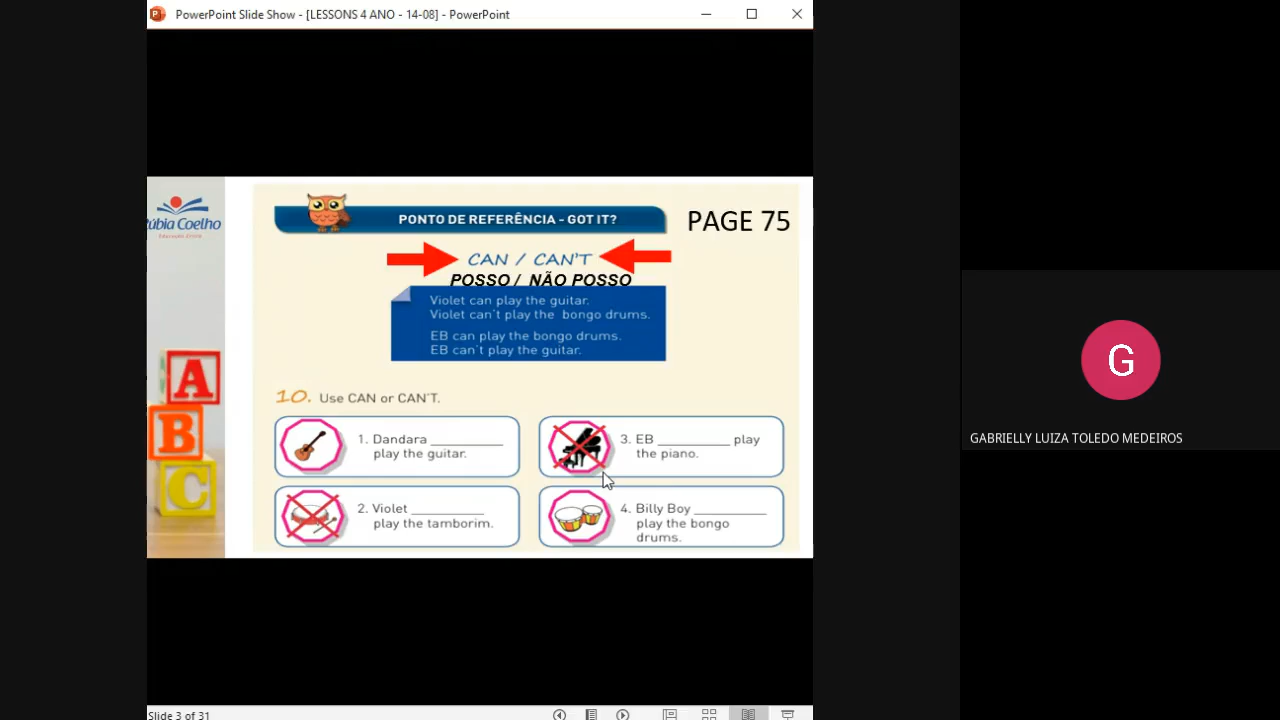 PowerPoint Slide Show - [LESSONS 4 ANO - 14-08] - PowerPoint
Rúbia Coelho
PONTO DE REFERÊNCIA - GOT IT?
PAGE 75
CAN / CAN'T
POSSO / NÃO POSSO
Violet can play the guitar.
Violet can't play the bongo drums.
EB can play the bongo drums.
EB can't play the guitar.
10. Use CAN or CAN'T.
1. Dandara __________
play the guitar.
2. Violet __________
play the tamborim.
3. EB __________ play
the piano.
4. Billy Boy __________
play the bongo
drums.
A
B
C
G
GABRIELLY LUIZA TOLEDO MEDEIROS
Slide 3 of 31